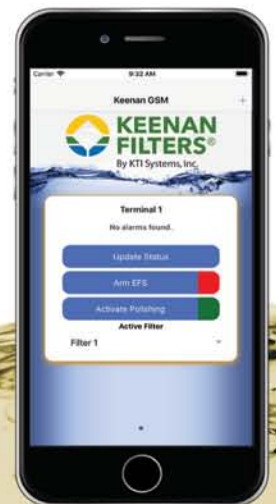 Carrier 9:32 AM
Keenan GSM +
KEENAN
FILTERS®
By KTI Systems, Inc.
Terminal 1
No alarms found.
Update Status
Arm EFS
Activate Polishing
Active Filter
Filter 1